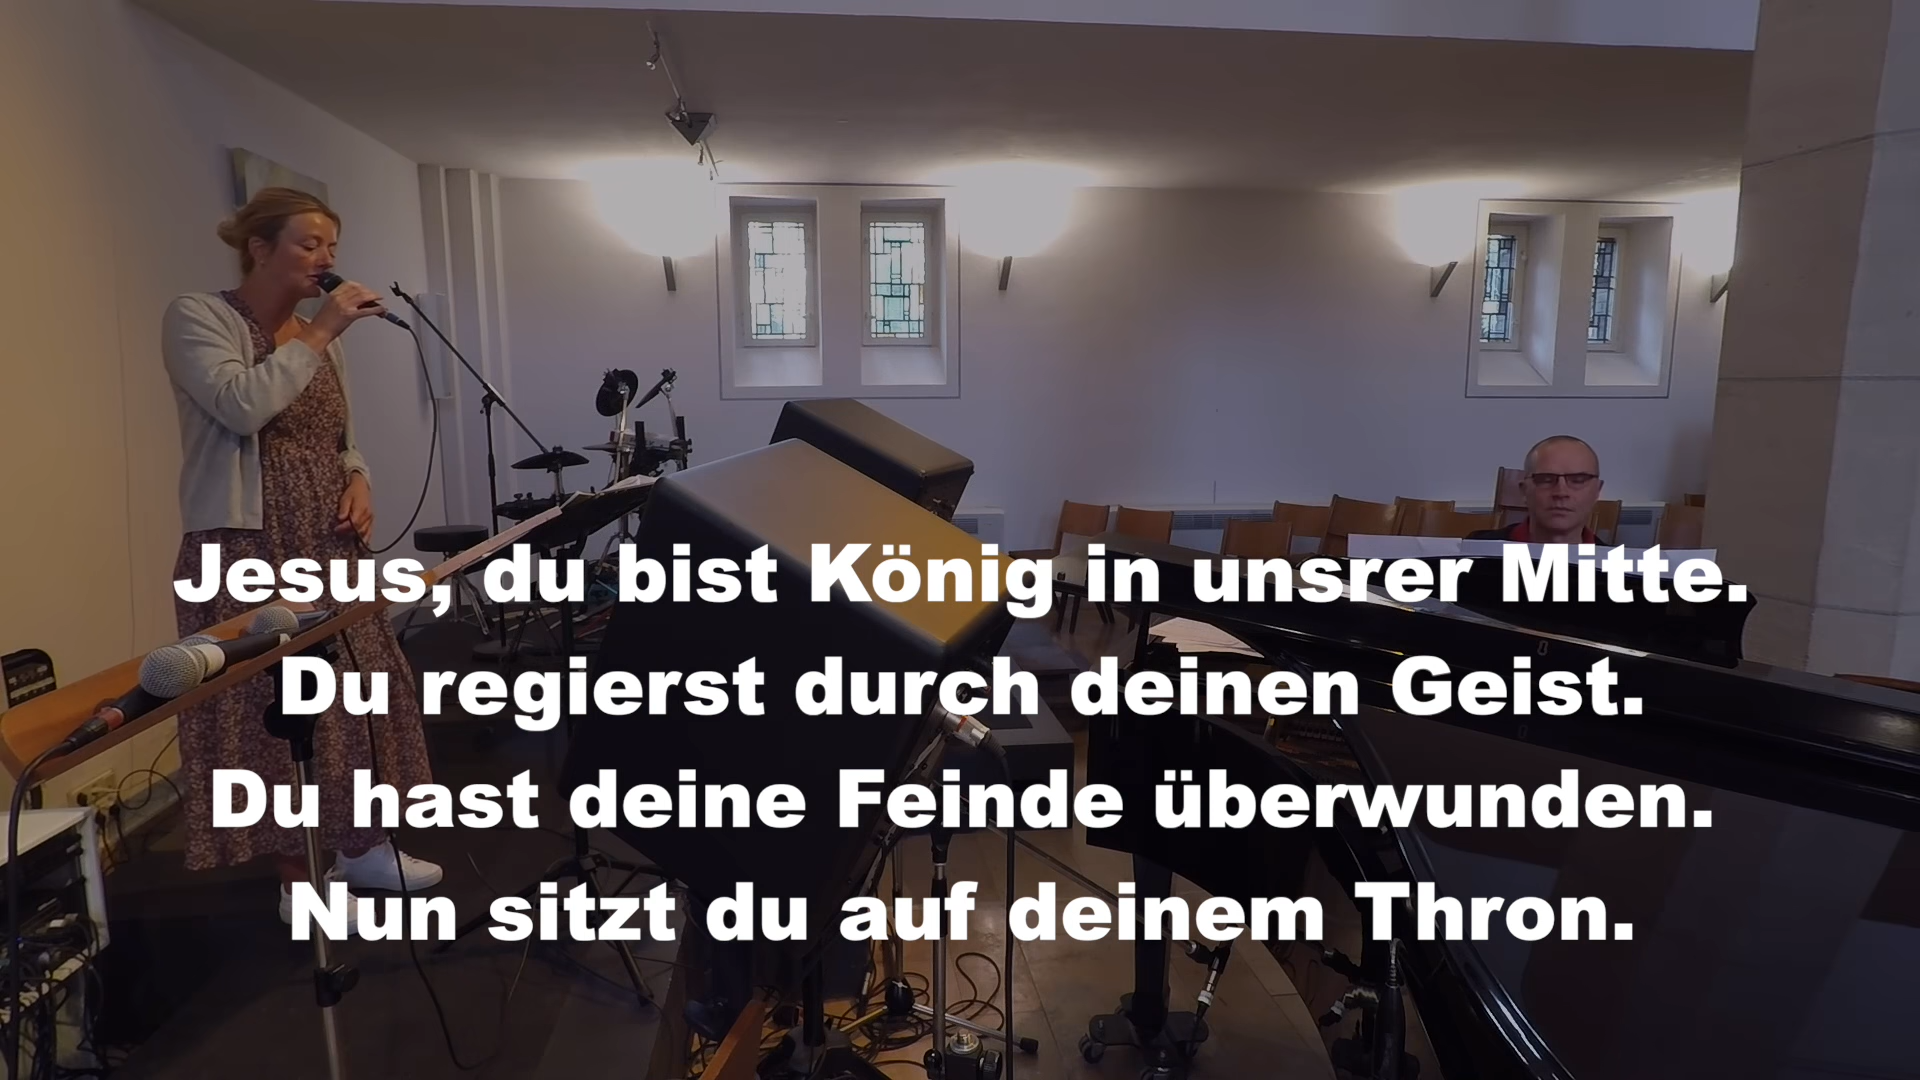 Jesus, du bist König in unsrer Mitte.
Du regierst durch deinen Geist.
Du hast deine Feinde überwunden.
Nun sitzt du auf deinem Thron.